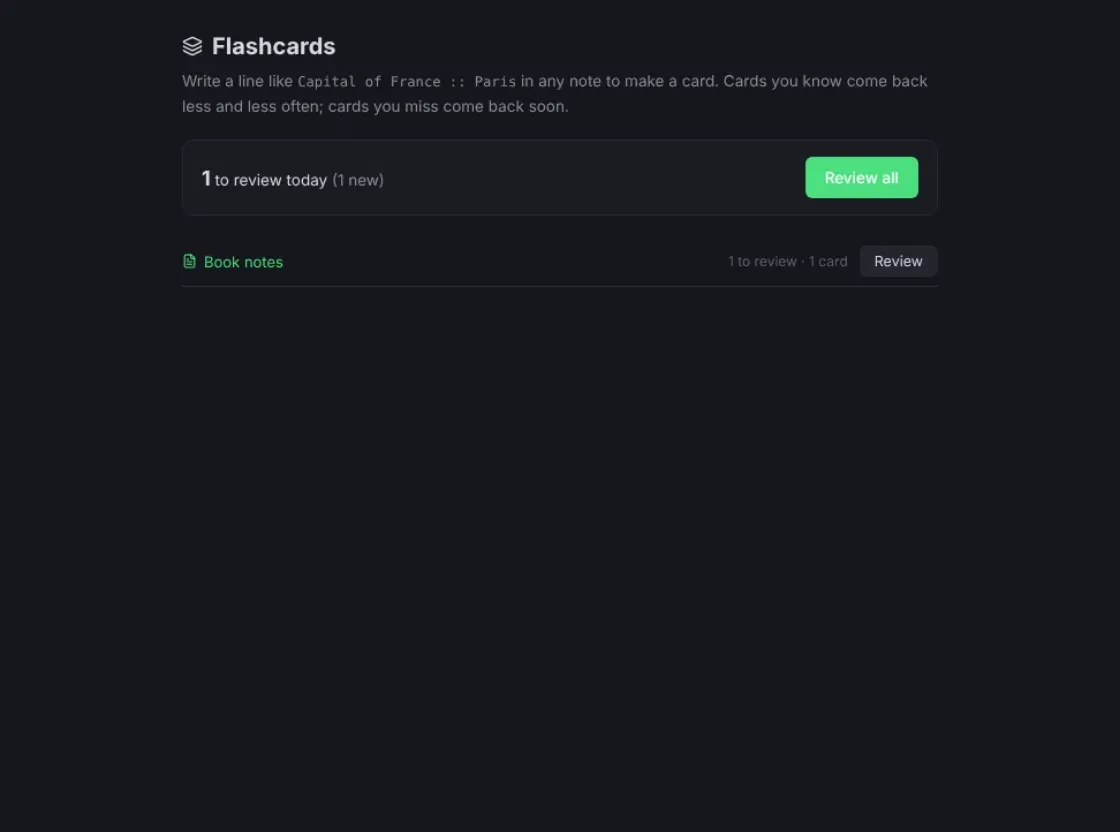 Flashcards
Write a line like Capital of France :: Paris in any note to make a card. Cards you know come back
less and less often; cards you miss come back soon.
1 to review today (1 new)
Review all
Book notes
1 to review · 1 card
Review